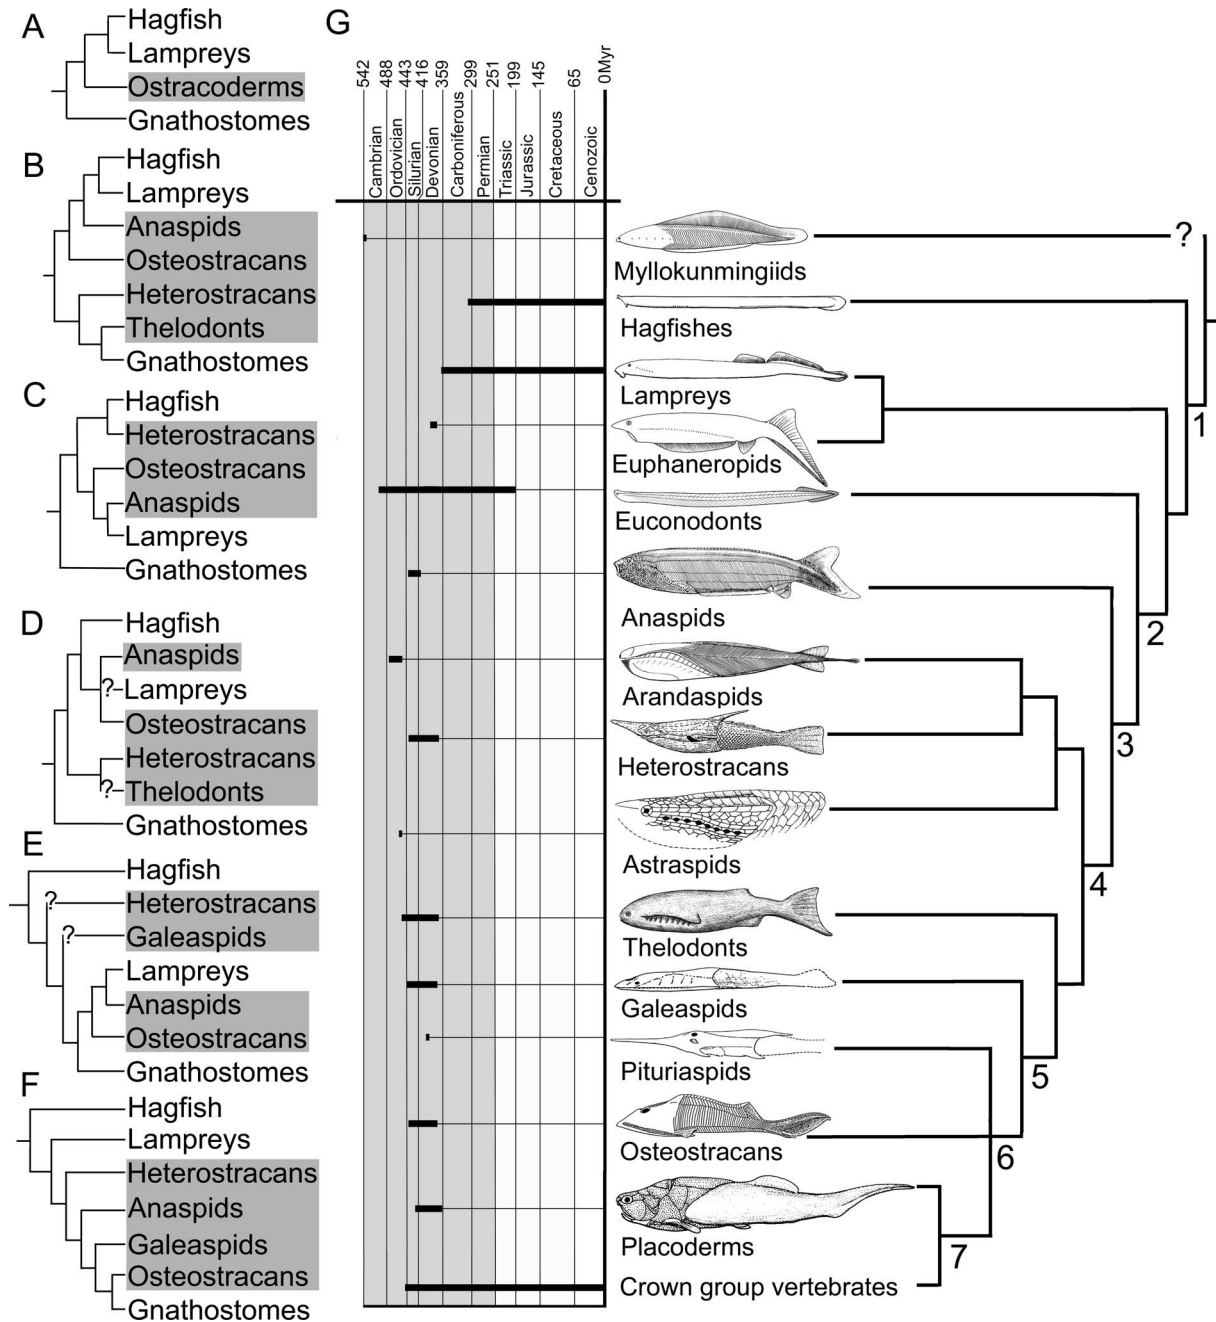 A
Hagfish
Lampreys
Ostracoderms
Gnathostomes
B
Hagfish
Lampreys
Anaspids
Osteostracans
Heterostracans
Thelodonts
Gnathostomes
C
Hagfish
Heterostracans
Osteostracans
Anaspids
Lampreys
Gnathostomes
D
Hagfish
Anaspids
? Lampreys
Osteostracans
Heterostracans
? Thelodonts
Gnathostomes
E
Hagfish
? Heterostracans
? Galeaspids
Lampreys
Anaspids
Osteostracans
Gnathostomes
F
Hagfish
Lampreys
Heterostracans
Anaspids
Galeaspids
Osteostracans
Gnathostomes
G
542 488 443 416 359 299 251 199 145 65 0Myr
Cambrian Ordovician Silurian Devonian Carboniferous Permian Triassic Jurassic Cretaceous Cenozoic
?
Myllokunmingiids
Hagfishes
Lampreys
1
Euphaneropids
Euconodonts
Anaspids
2
Arandaspids
3
Heterostracans
Astraspids
4
Thelodonts
Galeaspids
Pituriaspids
5
Osteostracans
6
Placoderms
7
Crown group vertebrates